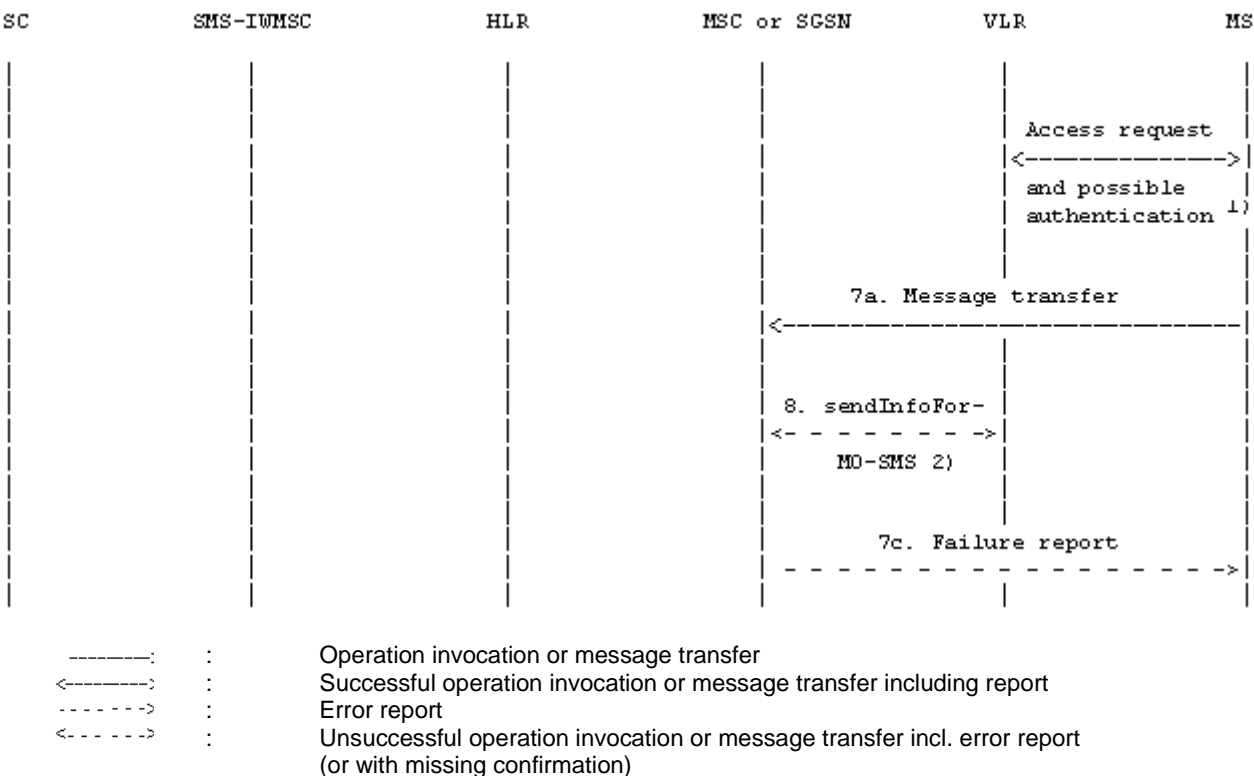 SC SMS-IWMSC HLR MSC or SGSN VLR MS
Access request
and possible
authentication 1)
7a. Message transfer
8. sendInfoFor-
MO-SMS 2)
7c. Failure report
: Operation invocation or message transfer
: Successful operation invocation or message transfer including report
: Error report
: Unsuccessful operation invocation or message transfer incl. error report
(or with missing confirmation)